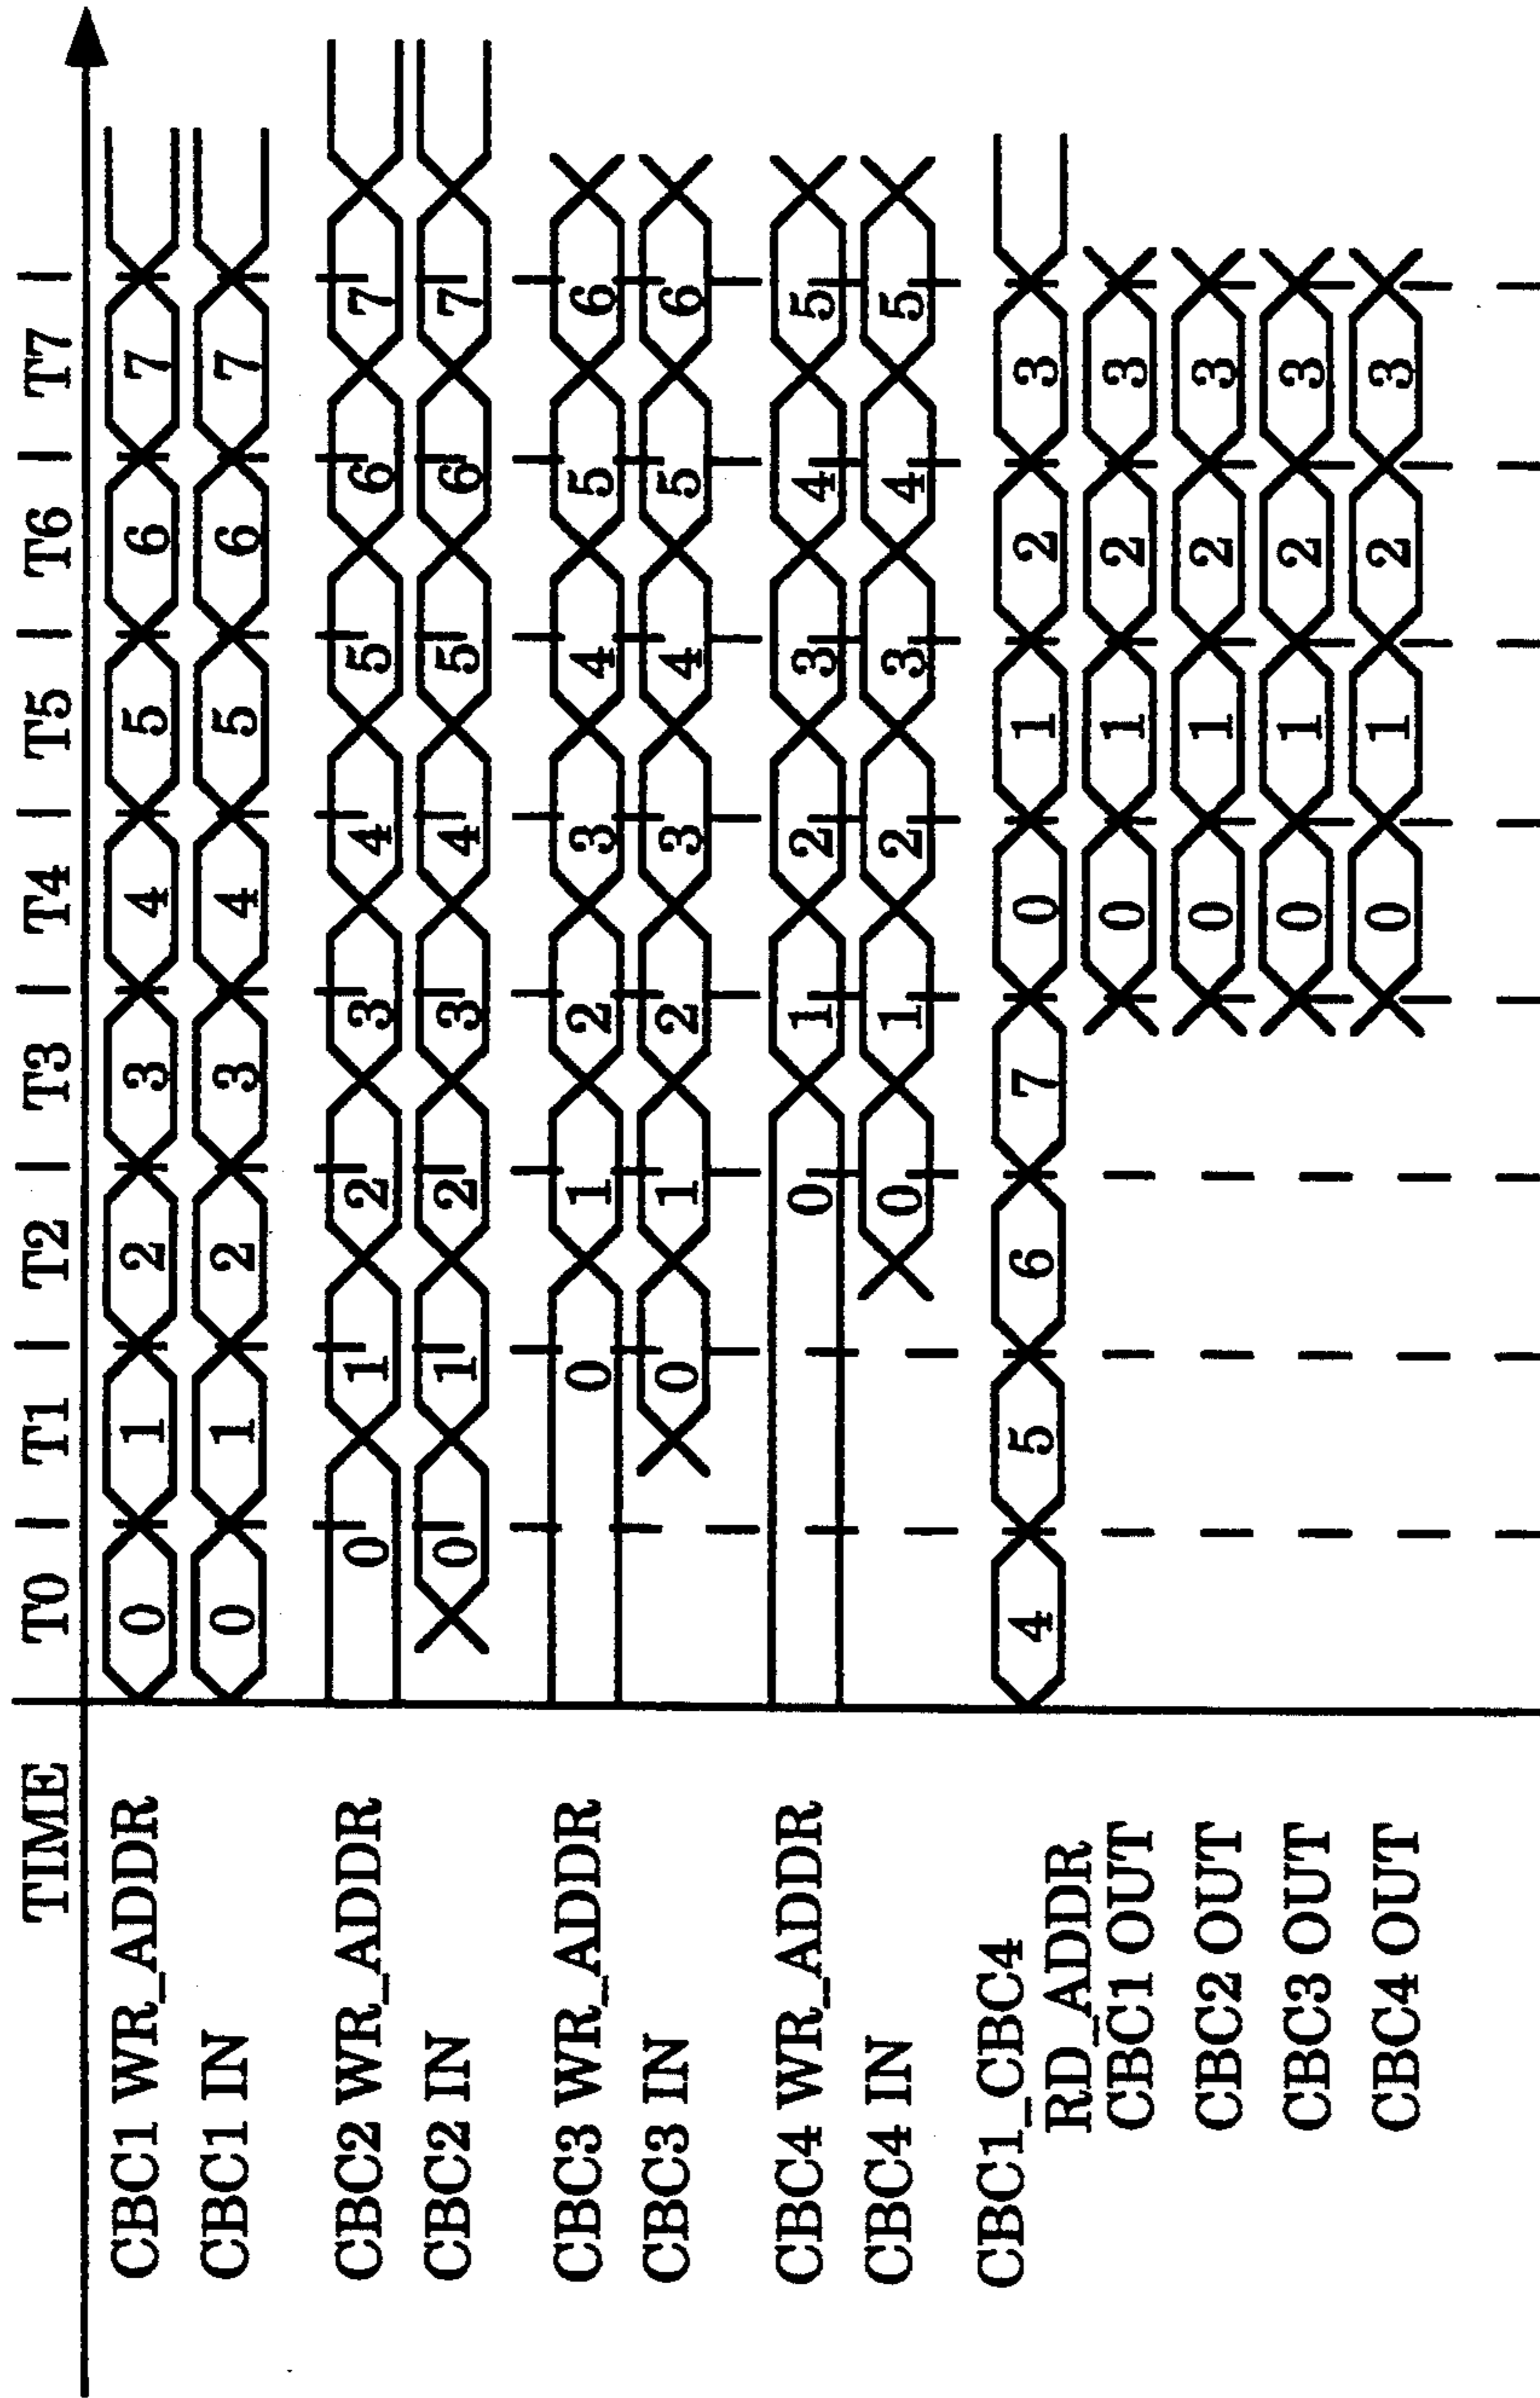 TIME T0 T1 T2 T3 T4 T5 T6 T7
CBC1 WR_ADDR 0 1 2 3 4 5 6 7
CBC1 IN 0 1 2 3 4 5 6 7
CBC2 WR_ADDR 0 1 2 3 4 5 6 7
CBC2 IN 0 1 2 3 4 5 6 7
CBC3 WR_ADDR 0 1 2 3 4 5 6
CBC3 IN 0 1 2 3 4 5 6
CBC4 WR_ADDR 0 1 2 3 4 5
CBC4 IN 0 1 2 3 4 5
CBC1_CBC4
RD_ADDR 4 5 6 7 0 1 2 3
CBC1 OUT 0 1 2 3
CBC2 OUT 0 1 2 3
CBC3 OUT 0 1 2 3
CBC4 OUT 0 1 2 3